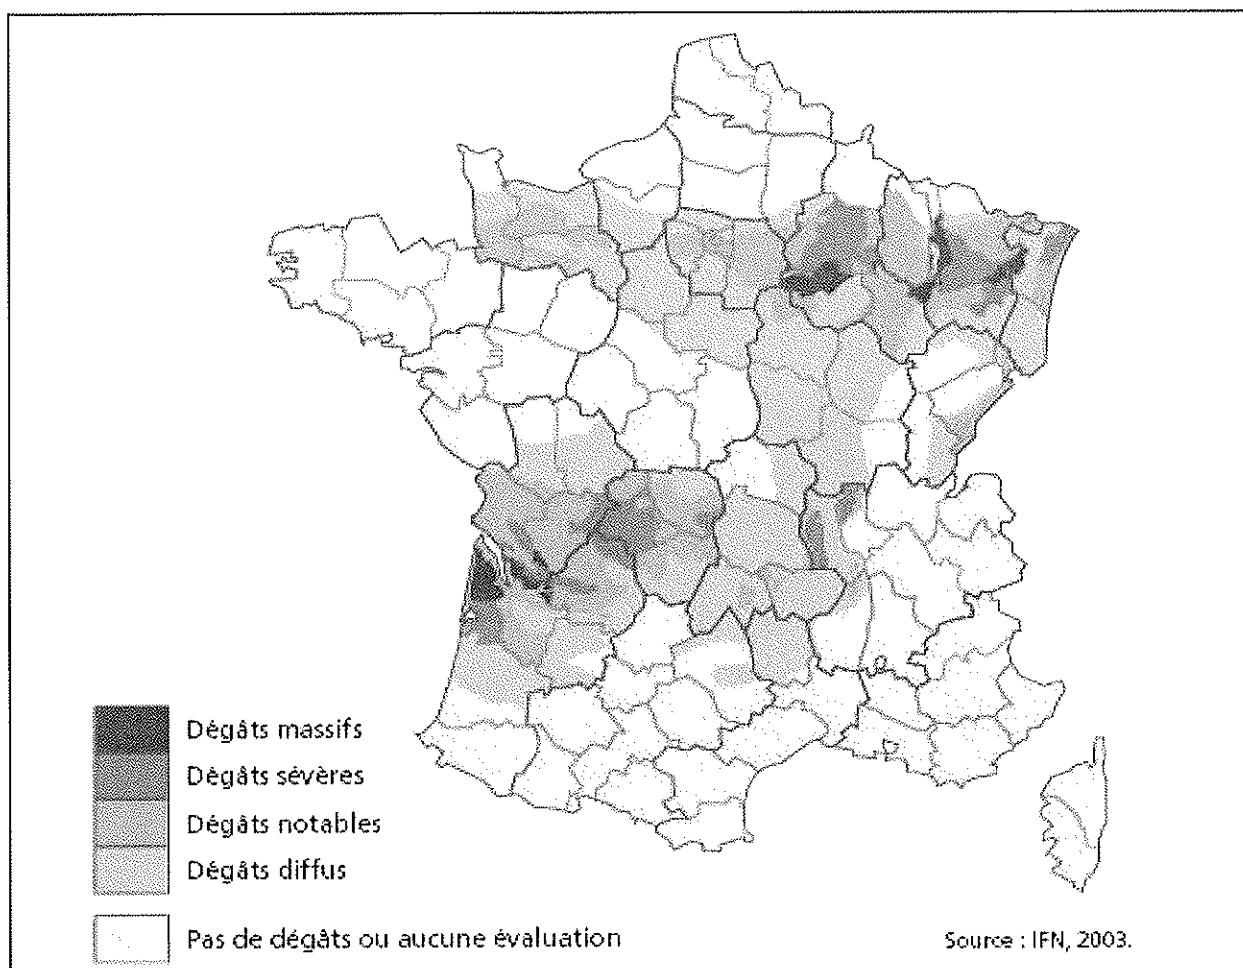 Dégâts massifs
Dégâts sévères
Dégâts notables
Dégâts diffus
Pas de dégâts ou aucune évaluation
Source : IFN, 2003.